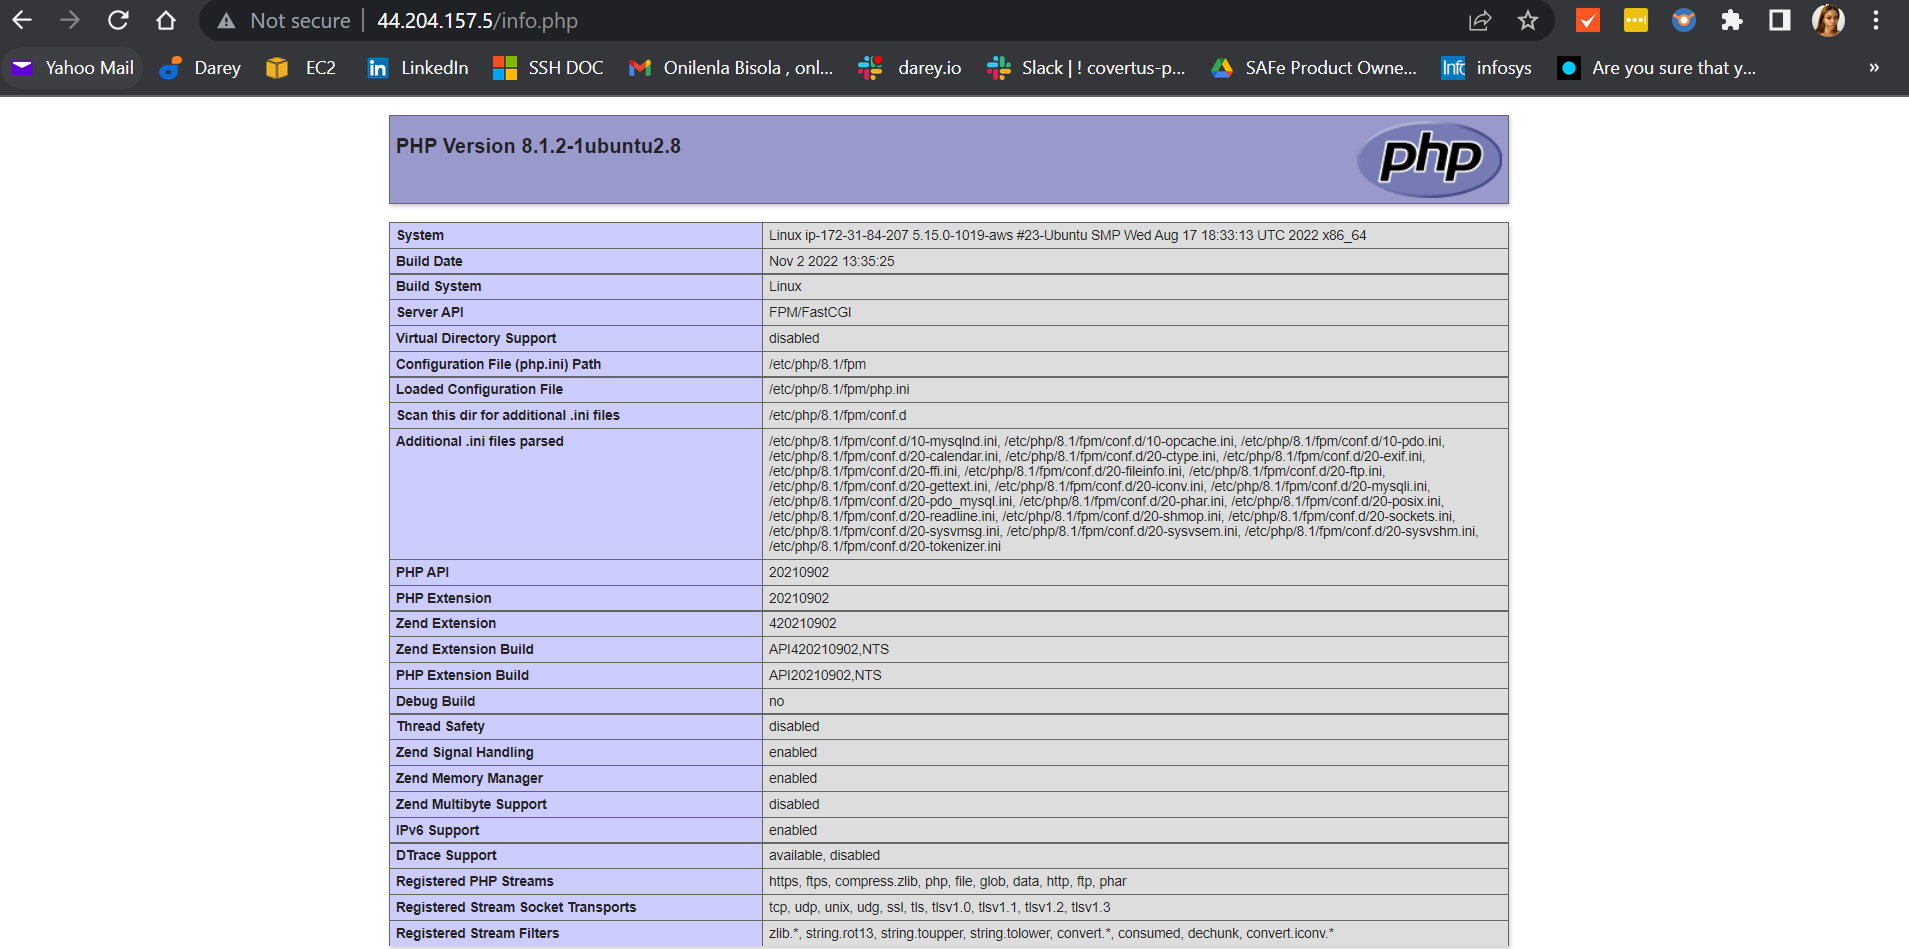 Not secure | 44.204.157.5/info.php
Yahoo Mail Darey EC2 LinkedIn SSH DOC Onilenla Bisola , onl... darey.io Slack | ! covertus-p... SAFe Product Owne... Info infosys Are you sure that y... »
PHP Version 8.1.2-1ubuntu2.8
php
System Linux ip-172-31-84-207 5.15.0-1019-aws #23-Ubuntu SMP Wed Aug 17 18:33:13 UTC 2022 x86_64
Build Date Nov 2 2022 13:35:25
Build System Linux
Server API FPM/FastCGI
Virtual Directory Support disabled
Configuration File (php.ini) Path /etc/php/8.1/fpm
Loaded Configuration File /etc/php/8.1/fpm/php.ini
Scan this dir for additional .ini files /etc/php/8.1/fpm/conf.d
Additional .ini files parsed /etc/php/8.1/fpm/conf.d/10-mysqlnd.ini, /etc/php/8.1/fpm/conf.d/10-opcache.ini, /etc/php/8.1/fpm/conf.d/10-pdo.ini,
/etc/php/8.1/fpm/conf.d/20-calendar.ini, /etc/php/8.1/fpm/conf.d/20-ctype.ini, /etc/php/8.1/fpm/conf.d/20-exif.ini,
/etc/php/8.1/fpm/conf.d/20-ffi.ini, /etc/php/8.1/fpm/conf.d/20-fileinfo.ini, /etc/php/8.1/fpm/conf.d/20-ftp.ini,
/etc/php/8.1/fpm/conf.d/20-gettext.ini, /etc/php/8.1/fpm/conf.d/20-iconv.ini, /etc/php/8.1/fpm/conf.d/20-mysqli.ini,
/etc/php/8.1/fpm/conf.d/20-pdo_mysql.ini, /etc/php/8.1/fpm/conf.d/20-phar.ini, /etc/php/8.1/fpm/conf.d/20-posix.ini,
/etc/php/8.1/fpm/conf.d/20-readline.ini, /etc/php/8.1/fpm/conf.d/20-shmop.ini, /etc/php/8.1/fpm/conf.d/20-sockets.ini,
/etc/php/8.1/fpm/conf.d/20-sysvmsg.ini, /etc/php/8.1/fpm/conf.d/20-sysvsem.ini, /etc/php/8.1/fpm/conf.d/20-sysvshm.ini,
/etc/php/8.1/fpm/conf.d/20-tokenizer.ini
PHP API 20210902
PHP Extension 20210902
Zend Extension 420210902
Zend Extension Build API420210902,NTS
PHP Extension Build API20210902,NTS
Debug Build no
Thread Safety disabled
Zend Signal Handling enabled
Zend Memory Manager enabled
Zend Multibyte Support disabled
IPv6 Support enabled
DTrace Support available, disabled
Registered PHP Streams https, ftps, compress.zlib, php, file, glob, data, http, ftp, phar
Registered Stream Socket Transports tcp, udp, unix, udg, ssl, tls, tlsv1.0, tlsv1.1, tlsv1.2, tlsv1.3
Registered Stream Filters zlib.*, string.rot13, string.toupper, string.tolower, convert.*, consumed, dechunk, convert.iconv.*